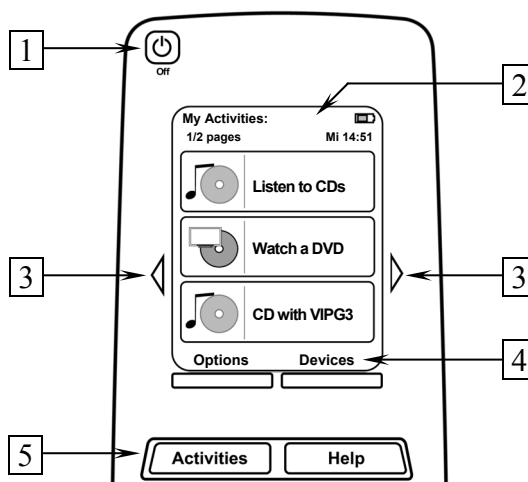 1
Off
2
My Activities:
1/2 pages Mi 14:51
Listen to CDs
Watch a DVD
3 3
CD with VIPG3
Options Devices
4
5
Activities Help